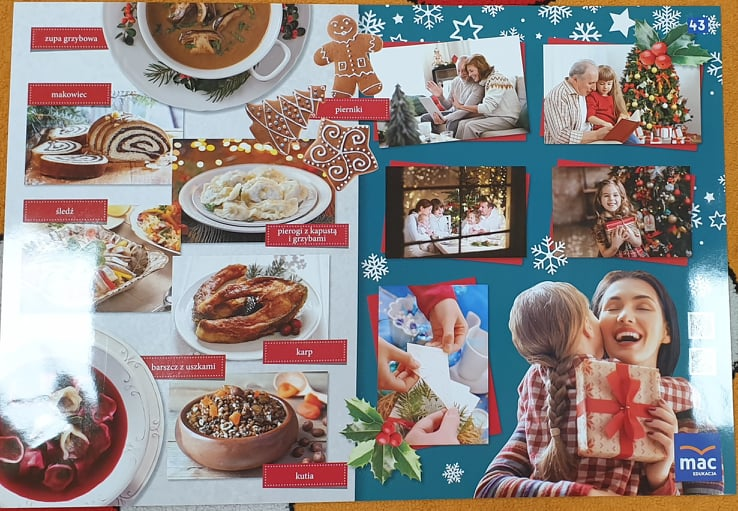 zupa grzybowa
makowiec
pierniki
śledź
pierogi z kapustą
i grzybami
karp
barszcz z uszkami
kutia
43
mac
EDUKACJA